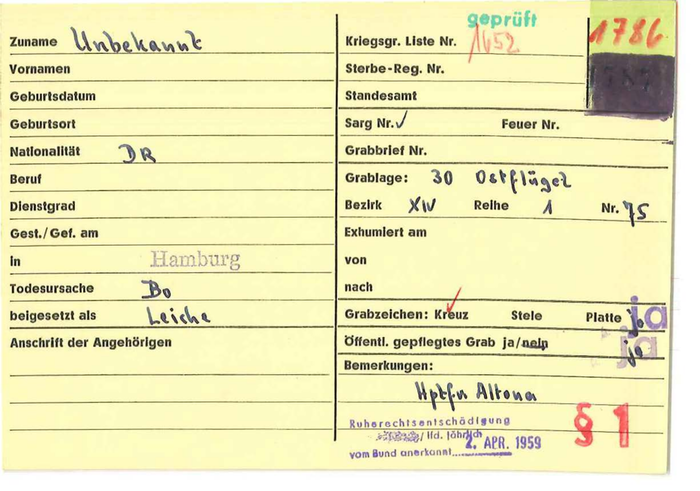 Zuname Unbekannt
Vornamen
Geburtsdatum
Geburtsort
Nationalität DR
Beruf
Dienstgrad
Gest./Gef. am
in Hamburg
Todesursache Bo
beigesetzt als Leiche
Anschrift der Angehörigen
geprüft
Kriegsgr. Liste Nr. 1652
1786
Sterbe-Reg. Nr.
Standesamt
Sarg Nr. ✓ Feuer Nr.
Grabbrief Nr.
Grablage: 30 Ostflügel
Bezirk XIV Reihe 1 Nr. 75
Exhumiert am
von
nach
Grabzeichen: Kreuz Stele Platte ja
Öffentl. gepflegtes Grab ja/nein ja
Bemerkungen:
Hptfr Altona
Ruherechtsentschädigung
/ lfd. jährlich
vom Bund anerkannt 2. APR. 1959
§ 1